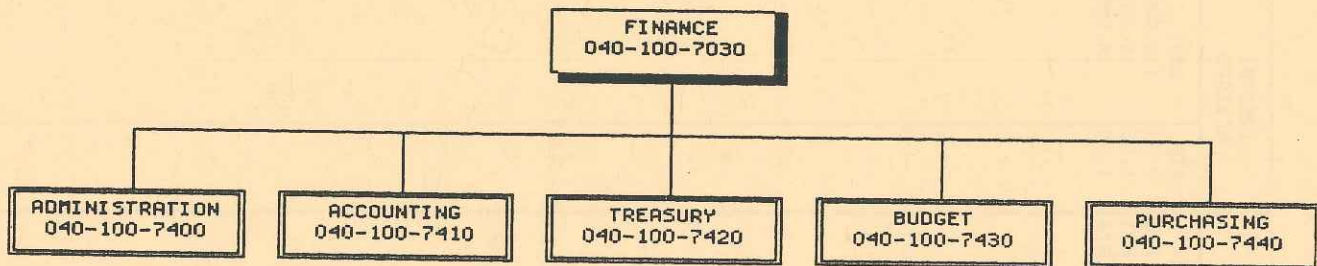 FINANCE
040-100-7030
ADMINISTRATION
040-100-7400
ACCOUNTING
040-100-7410
TREASURY
040-100-7420
BUDGET
040-100-7430
PURCHASING
040-100-7440